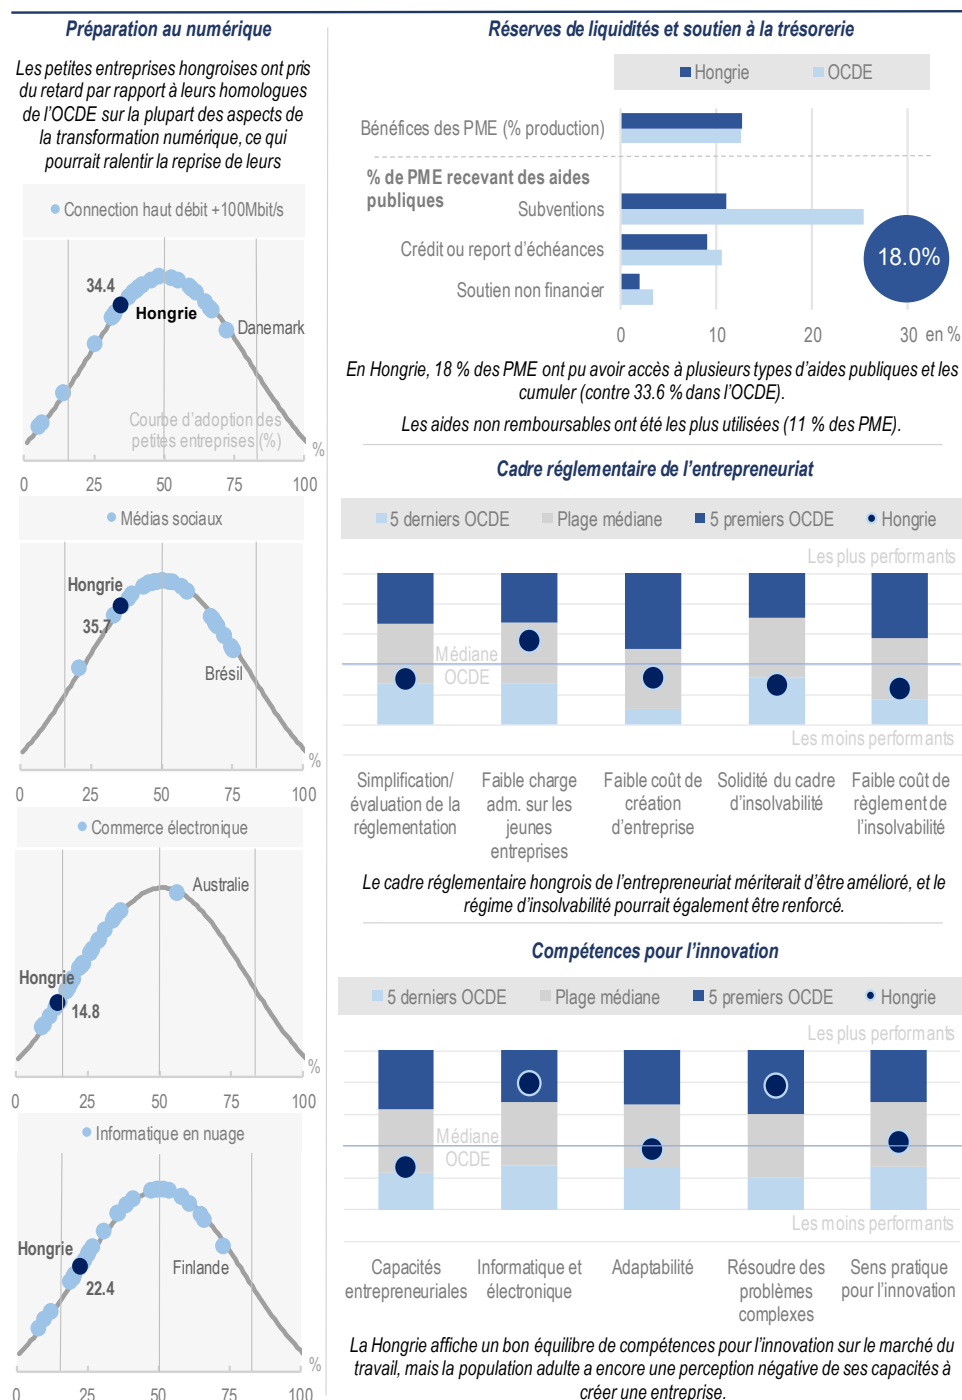 Préparation au numérique
Les petites entreprises hongroises ont pris
du retard par rapport à leurs homologues
de l'OCDE sur la plupart des aspects de
la transformation numérique, ce qui
pourrait ralentir la reprise de leurs
Connection haut débit +100Mbit/s
34.4
Hongrie
Danemark
Courbe d'adoption des
petites entreprises (%)
%
0 25 50 75 100
Médias sociaux
Hongrie
35.7
Brésil
%
0 25 50 75 100
Commerce électronique
Australie
Hongrie
14.8
%
0 25 50 75 100
Informatique en nuage
Hongrie
22.4
Finlande
%
0 25 50 75 100
Réserves de liquidités et soutien à la trésorerie
Hongrie OCDE
Bénéfices des PME (% production)
% de PME recevant des aides
publiques
Subventions
Crédit ou report d'échéances
Soutien non financier
18.0%
0 10 20 30 en %
En Hongrie, 18 % des PME ont pu avoir accès à plusieurs types d'aides publiques et les
cumuler (contre 33.6 % dans l'OCDE).
Les aides non remboursables ont été les plus utilisées (11 % des PME).
Cadre réglementaire de l'entrepreneuriat
5 derniers OCDE Plage médiane 5 premiers OCDE Hongrie
Les plus performants
Médiane
OCDE
Les moins performants
Simplification/ Faible charge Faible coût de Solidité du cadre Faible coût de
évaluation de la adm. sur les création d'insolvabilité règlement de
réglementation jeunes d'entreprise l'insolvabilité
entreprises
Le cadre réglementaire hongrois de l'entrepreneuriat mériterait d'être amélioré, et le
régime d'insolvabilité pourrait également être renforcé.
Compétences pour l'innovation
5 derniers OCDE Plage médiane 5 premiers OCDE Hongrie
Les plus performants
Médiane
OCDE
Les moins performants
Capacités Informatique et Adaptabilité Résoudre des Sens pratique
entrepreneuriales électronique problèmes pour l'innovation
complexes
La Hongrie affiche un bon équilibre de compétences pour l'innovation sur le marché du
travail, mais la population adulte a encore une perception négative de ses capacités à
créer une entreprise.